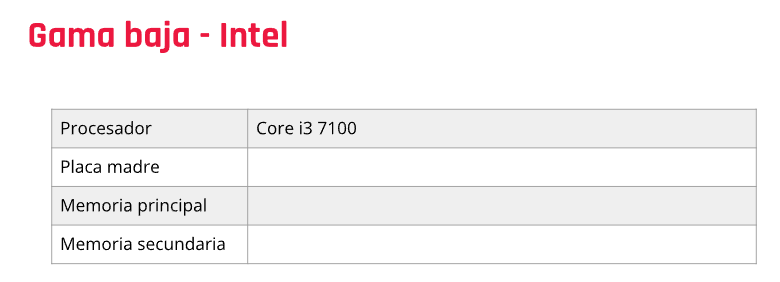 Gama baja - Intel
Procesador Core i3 7100
Placa madre
Memoria principal
Memoria secundaria